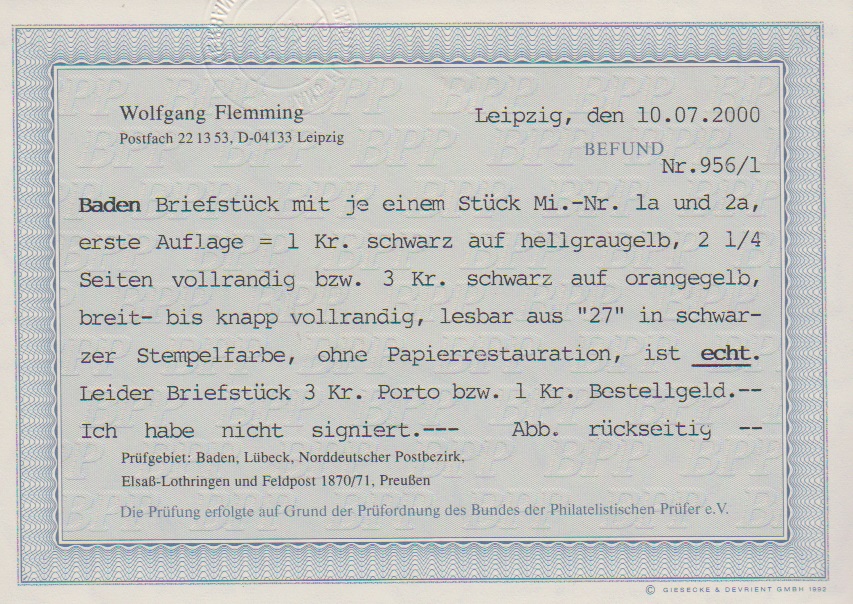 Wolfgang Flemming
Postfach 22 13 53, D-04133 Leipzig
Leipzig, den 10.07.2000
BEFUND
Nr.956/1
Baden Briefstück mit je einem Stück Mi.-Nr. 1a und 2a,
erste Auflage = 1 Kr. schwarz auf hellgraugelb, 2 1/4
Seiten vollrandig bzw. 3 Kr. schwarz auf orangegelb,
breit- bis knapp vollrandig, lesbar aus "27" in schwar-
zer Stempelfarbe, ohne Papierrestauration, ist echt.
Leider Briefstück 3 Kr. Porto bzw. 1 Kr. Bestellgeld.--
Ich habe nicht signiert.--- Abb. rückseitig --
Prüfgebiet: Baden, Lübeck, Norddeutscher Postbezirk,
Elsaß-Lothringen und Feldpost 1870/71, Preußen
Die Prüfung erfolgte auf Grund der Prüfordnung des Bundes der Philatelistischen Prüfer e.V.
© GIESECKE & DEVRIENT GMBH 1992